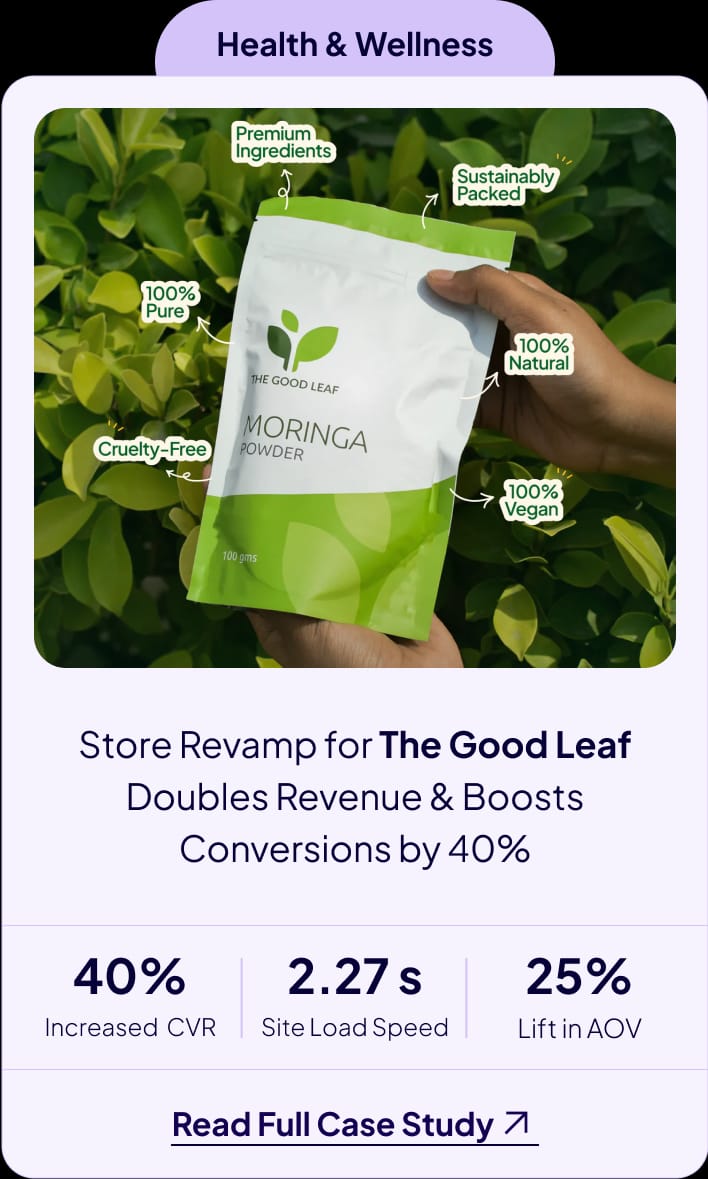 Health & Wellness
Premium
Ingredients
Sustainably
Packed
100%
Pure
100%
Natural
THE GOOD LEAF
MORINGA
POWDER
Cruelty-Free
100%
Vegan
100 gms
Store Revamp for The Good Leaf
Doubles Revenue & Boosts
Conversions by 40%
40%
Increased CVR
2.27 s
Site Load Speed
25%
Lift in AOV
Read Full Case Study